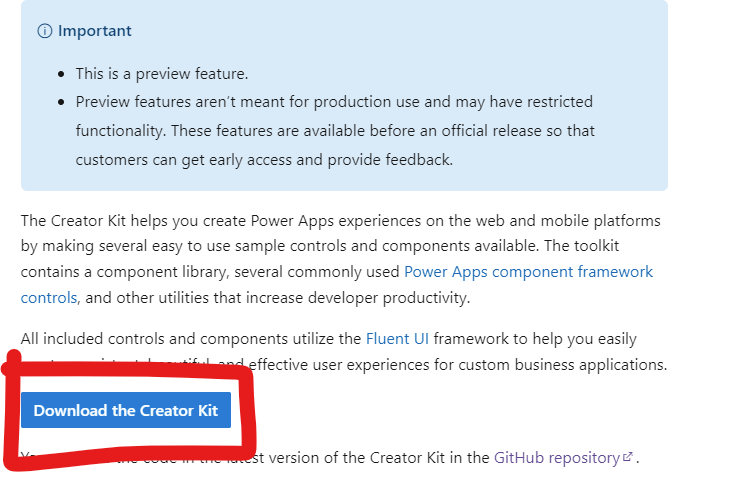 Important
This is a preview feature.
Preview features aren't meant for production use and may have restricted
functionality. These features are available before an official release so that
customers can get early access and provide feedback.
The Creator Kit helps you create Power Apps experiences on the web and mobile platforms
by making several easy to use sample controls and components available. The toolkit
contains a component library, several commonly used Power Apps component framework
controls, and other utilities that increase developer productivity.
All included controls and components utilize the Fluent UI framework to help you easily
and effective user experiences for custom business applications.
Download the Creator Kit
the code in the latest version of the Creator Kit in the GitHub repository.